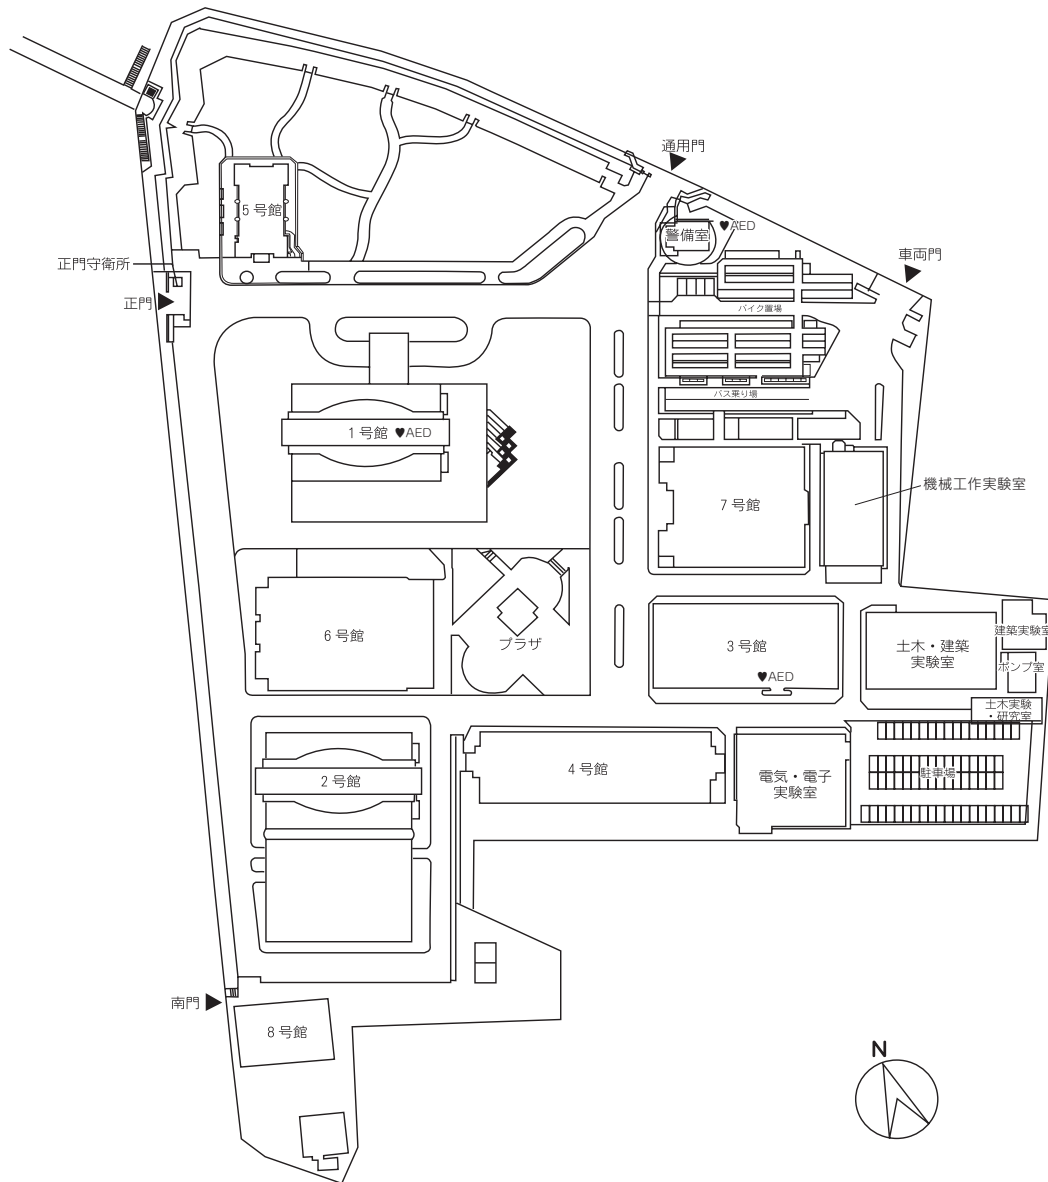 通用門
5 号館
警備室
♥AED
正門守衛所
車両門
正門
バイク置場
バス乗り場
1 号館 ♥AED
機械工作実験室
7 号館
6 号館
プラザ
3 号館
♥AED
土木・建築
実験室
建築実験室
ポンプ室
土木実験
・研究室
2 号館
4 号館
電気・電子
実験室
駐車場
南門
8 号館
N